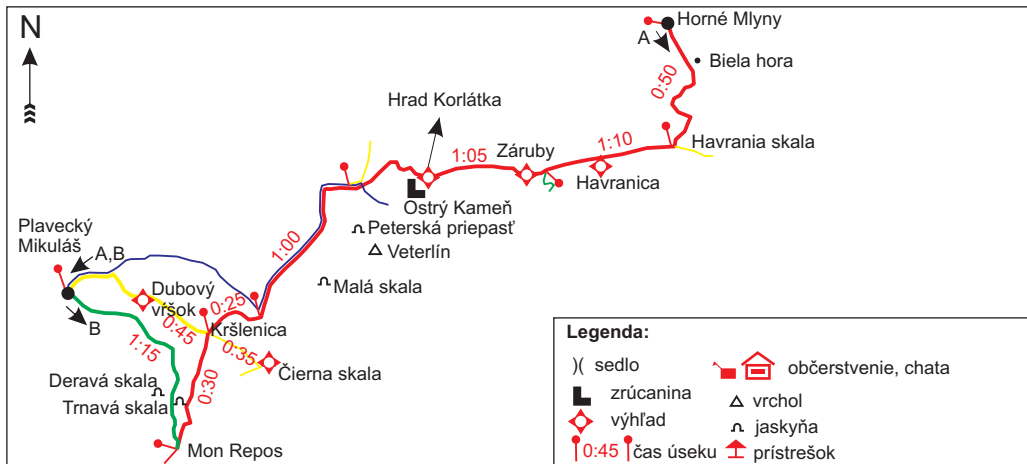 N
Horné Mlyny
A
Biela hora
0:50
Hrad Korlátka
Havrania skala
1:10
Záruby
1:05
Havranica
Ostrý Kameň
Peterská priepasť
Veterlín
Plavecký
Mikuláš
A,B
1:00
Malá skala
Dubový
vŕšok
0:25
B
0:45
Kršlenica
1:15
0:35
Čierna skala
0:30
Deravá skala
Trnavá skala
Mon Repos
Legenda:
)( sedlo
občerstvenie, chata
zrúcanina
vrchol
výhľad
jaskyňa
0:45 čas úseku
prístrešok